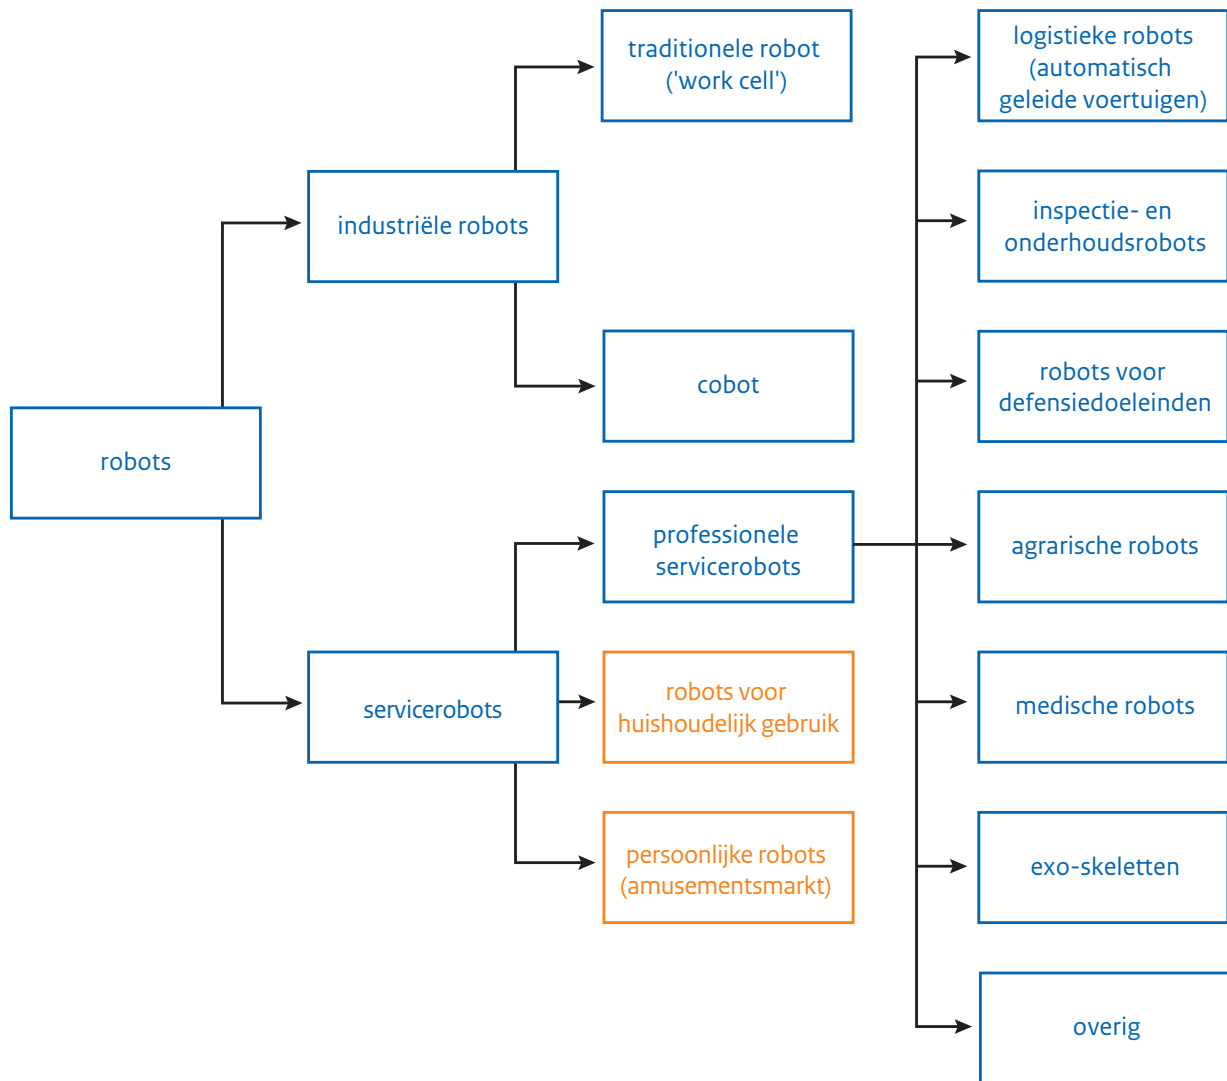 robots
industriële robots
servicerobots
traditionele robot
('work cell')
cobot
professionele
servicerobots
robots voor
huishoudelijk gebruik
persoonlijke robots
(amusementsmarkt)
logistieke robots
(automatisch
geleide voertuigen)
inspectie- en
onderhoudsrobots
robots voor
defensiedoeleinden
agrarische robots
medische robots
exo-skeletten
overig